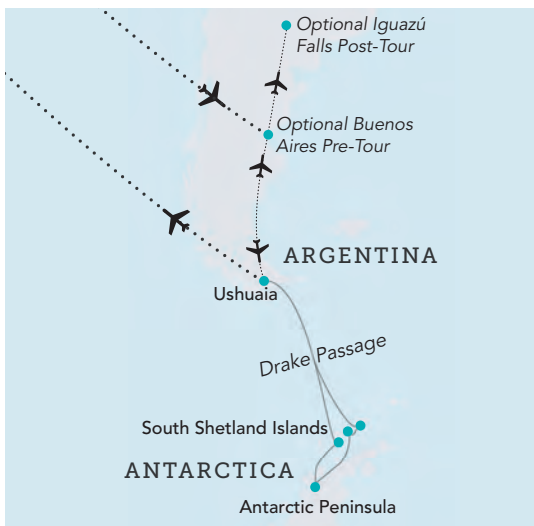 Optional Iguazú
Falls Post-Tour
Optional Buenos
Aires Pre-Tour
ARGENTINA
Ushuaia
Drake Passage
South Shetland Islands
ANTARCTICA
Antarctic Peninsula